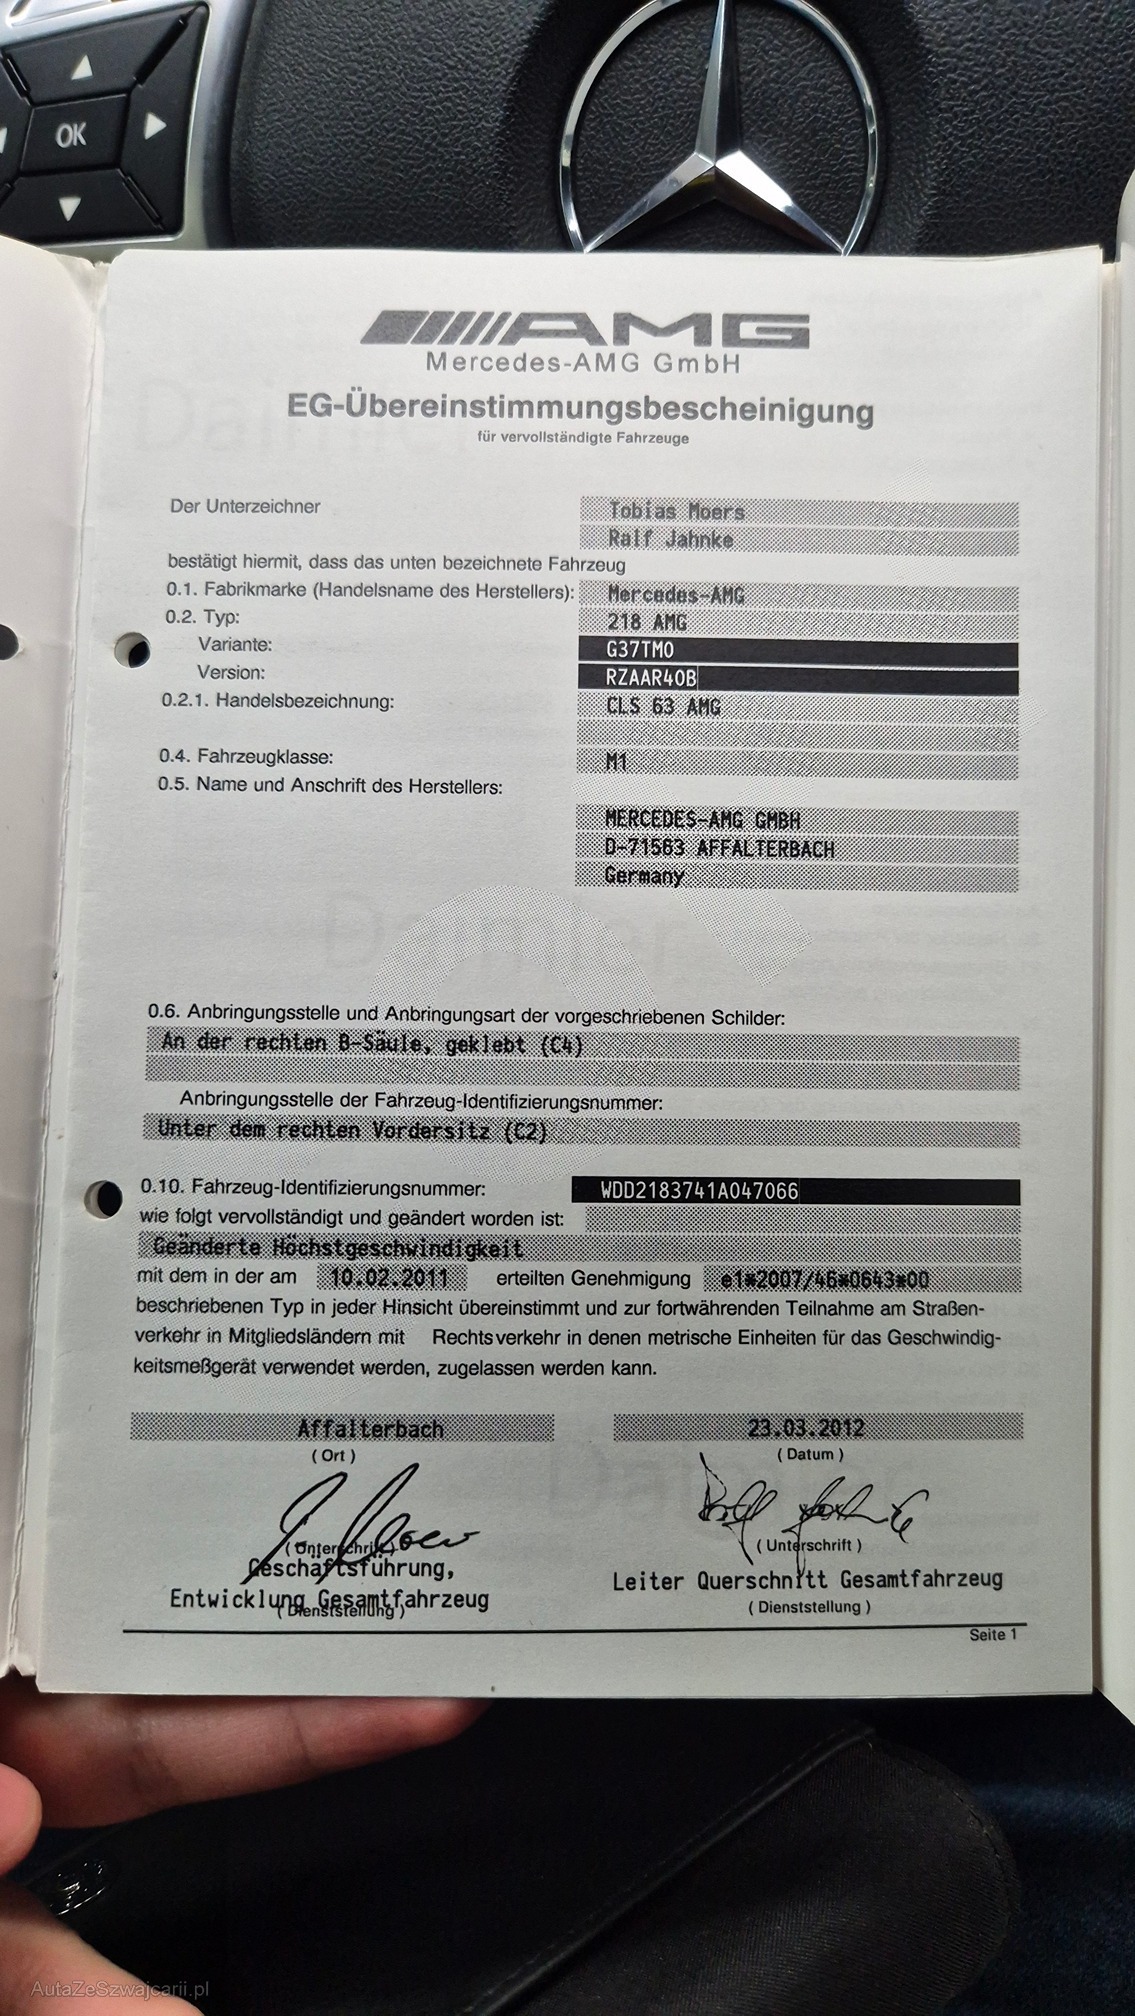 OK
AMG
Mercedes-AMG GmbH
EG-Übereinstimmungsbescheinigung
für vervollständigte Fahrzeuge
Der Unterzeichner
Tobias Moers
Ralf Jahnke
bestätigt hiermit, dass das unten bezeichnete Fahrzeug
0.1. Fabrikmarke (Handelsname des Herstellers): Mercedes-AMG
0.2. Typ: 218 AMG
Variante: G37TM0
Version: RZAAR40B
0.2.1. Handelsbezeichnung: CLS 63 AMG
0.4. Fahrzeugklasse: M1
0.5. Name und Anschrift des Herstellers:
MERCEDES-AMG GMBH
D-71563 AFFALTERBACH
Germany
0.6. Anbringungsstelle und Anbringungsart der vorgeschriebenen Schilder:
An der rechten B-Säule, geklebt (C4)
Anbringungsstelle der Fahrzeug-Identifizierungsnummer:
Unter dem rechten Vordersitz (C2)
0.10. Fahrzeug-Identifizierungsnummer: WDD2183741A047066
wie folgt vervollständigt und geändert worden ist:
Geänderte Höchstgeschwindigkeit
mit dem in der am 10.02.2011 erteilten Genehmigung e1*2007/46*0643*00
beschriebenen Typ in jeder Hinsicht übereinstimmt und zur fortwährenden Teilnahme am Straßen-
verkehr in Mitgliedsländern mit Rechtsverkehr in denen metrische Einheiten für das Geschwindig-
keitsmeßgerät verwendet werden, zugelassen werden kann.
Affalterbach 23.03.2012
(Ort) (Datum)
(Unterschrift) (Unterschrift)
Geschäftsführung,
Entwicklung Gesamtfahrzeug Leiter Querschnitt Gesamtfahrzeug
(Dienststellung) (Dienststellung)
Seite 1
AutaZeSzwajcarii.pl